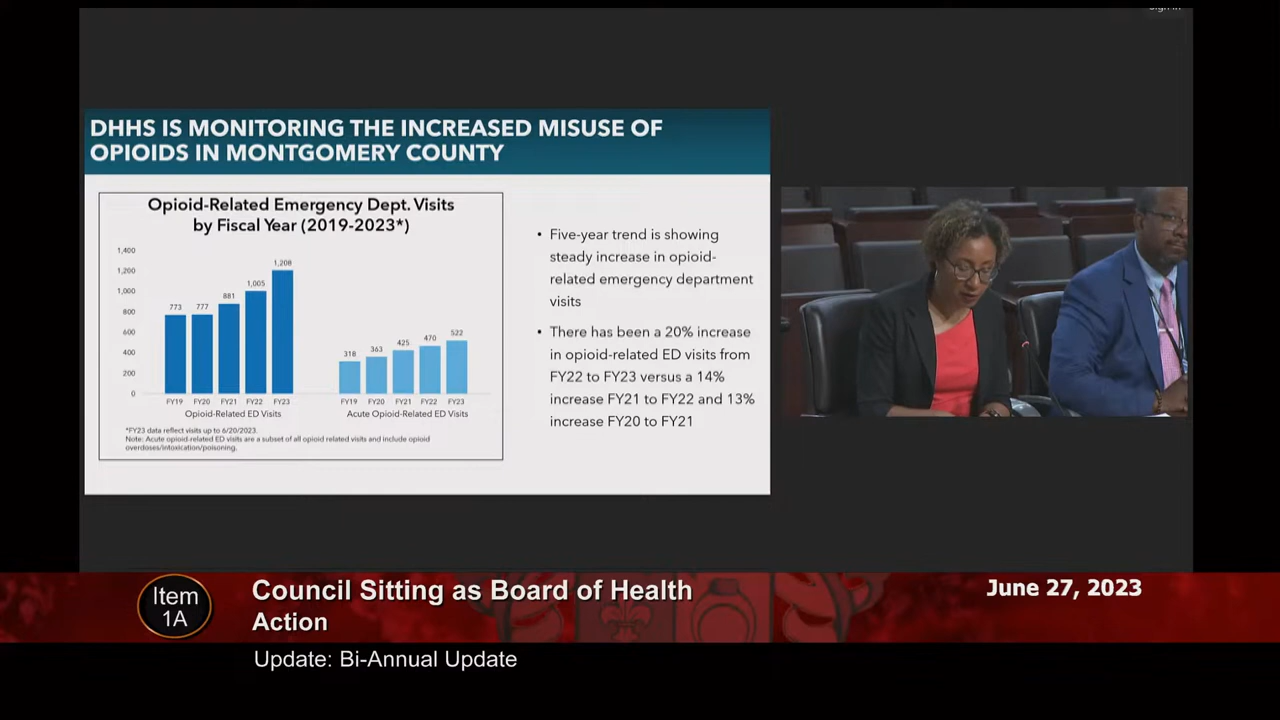 Sign in
DHHS IS MONITORING THE INCREASED MISUSE OF
OPIOIDS IN MONTGOMERY COUNTY
Opioid-Related Emergency Dept. Visits
by Fiscal Year (2019-2023*)
1,400
1,200
1,000
800
600
400
200
0
773
777
881
1,005
1,208
318
363
425
470
522
FY19 FY20 FY21 FY22 FY23
FY19 FY20 FY21 FY22 FY23
Opioid-Related ED Visits
Acute Opioid-Related ED Visits
*FY23 data reflect visits up to 6/20/2023.
Note: Acute opioid-related ED visits are a subset of all opioid related visits and include opioid
overdoses/intoxication/poisoning.
• Five-year trend is showing
steady increase in opioid-
related emergency department
visits
• There has been a 20% increase
in opioid-related ED visits from
FY22 to FY23 versus a 14%
increase FY21 to FY22 and 13%
increase FY20 to FY21
Item
1A
Council Sitting as Board of Health
Action
June 27, 2023
Update: Bi-Annual Update